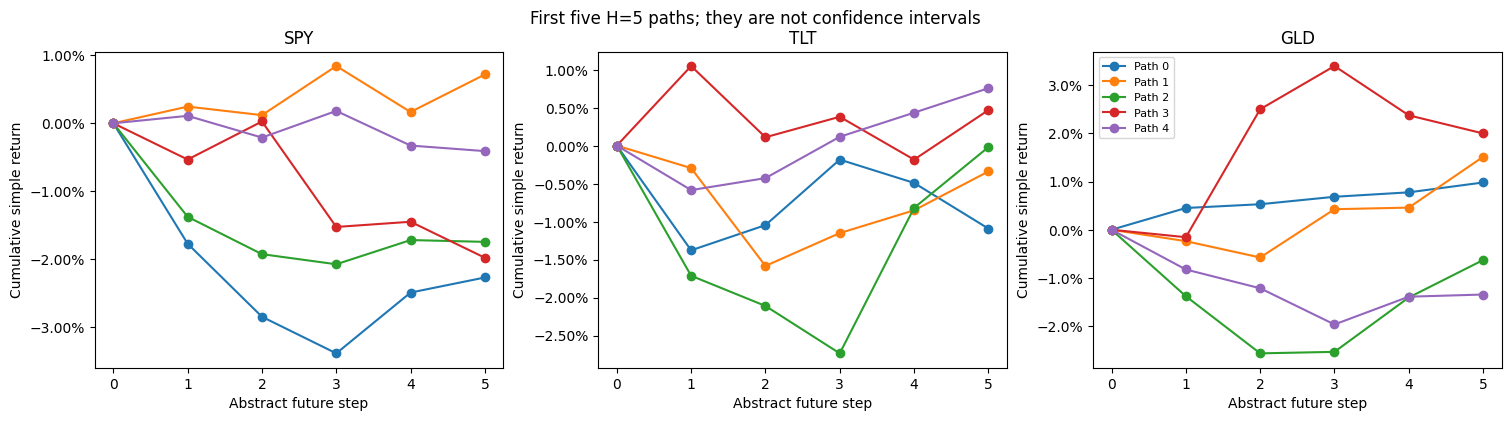 First five H=5 paths; they are not confidence intervals
SPY
1.00%
0.00%
−1.00%
−2.00%
−3.00%
Cumulative simple return
0 1 2 3 4 5
Abstract future step
TLT
1.00%
0.50%
0.00%
−0.50%
−1.00%
−1.50%
−2.00%
−2.50%
Cumulative simple return
0 1 2 3 4 5
Abstract future step
GLD
Path 0
Path 1
Path 2
Path 3
Path 4
3.0%
2.0%
1.0%
0.0%
−1.0%
−2.0%
Cumulative simple return
0 1 2 3 4 5
Abstract future step